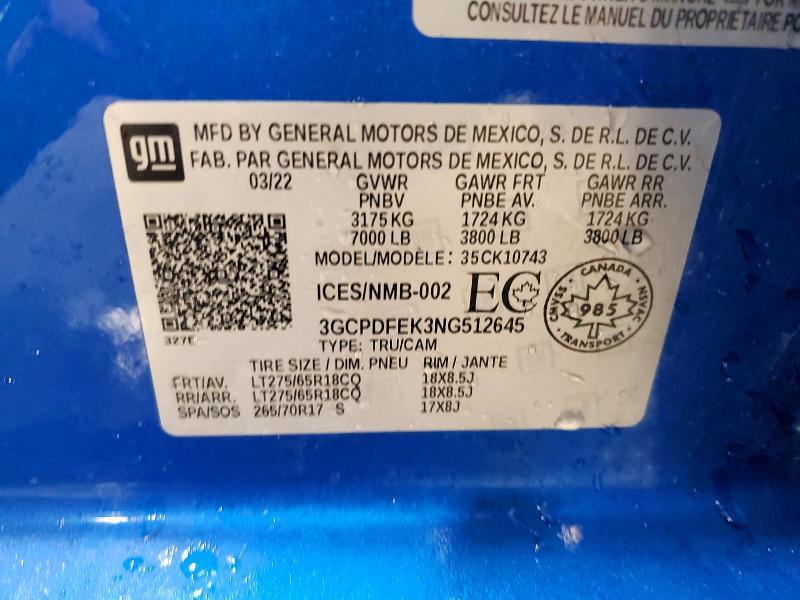 CONSULTEZ LE MANUEL DU PROPRIÉTAIRE
gm
MFD BY GENERAL MOTORS DE MEXICO, S. DE R.L. DE C.V.
FAB. PAR GENERAL MOTORS DE MEXICO, S. DE R.L. DE C.V.
03/22 GVWR GAWR FRT GAWR RR
PNBV PNBE AV. PNBE ARR.
3175 KG 1724 KG 1724 KG
7000 LB 3800 LB 3800 LB
MODEL/MODÈLE: 35CK10743
ICES/NMB-002 EC
CANADA
CMVSS 985 NSVAC
TRANSPORT
3GCPDFEK3NG512645
327E TYPE: TRU/CAM
TIRE SIZE / DIM. PNEU RIM / JANTE
FRT/AV. LT275/65R18CQ 18X8.5J
RR/ARR. LT275/65R18CQ 18X8.5J
SPA/SOS 265/70R17 S 17X8J